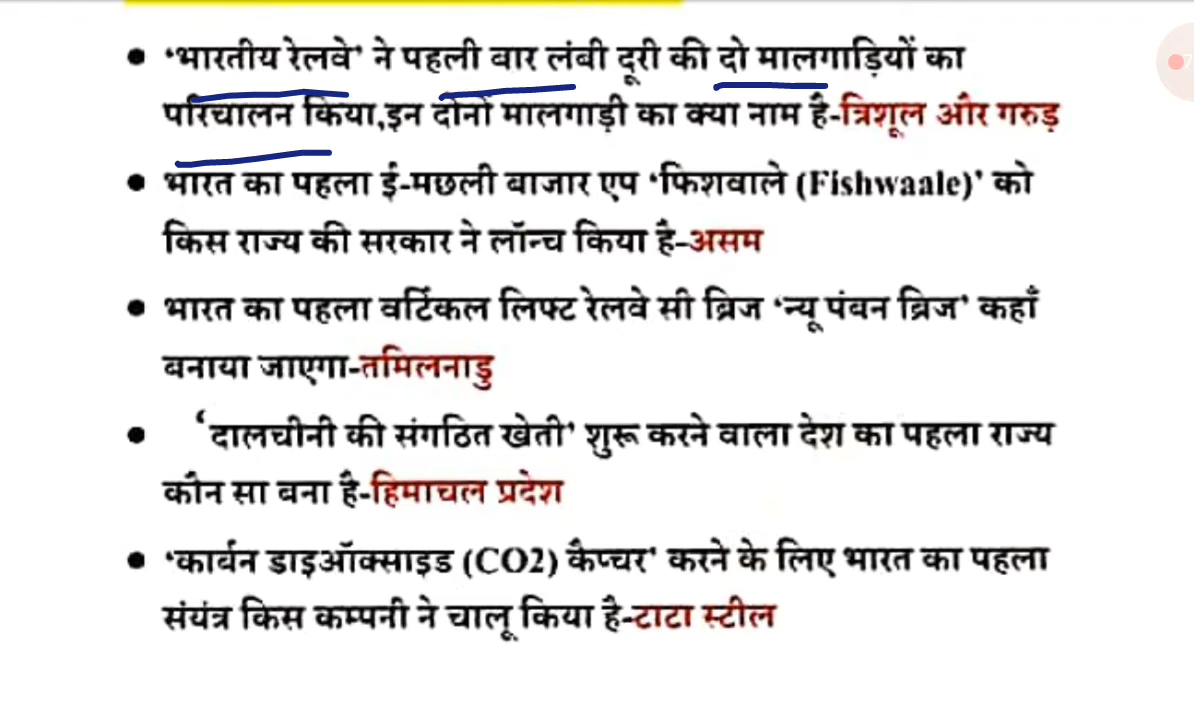 • ‘भारतीय रेलवे’ ने पहली बार लंबी दूरी की दो मालगाड़ियों का
परिचालन किया,इन दोनों मालगाड़ी का क्या नाम है-त्रिशूल और गरुड़
• भारत का पहला ई-मछली बाजार एप ‘फिशवाले (Fishwaale)’ को
किस राज्य की सरकार ने लॉन्च किया है-असम
• भारत का पहला वर्टिकल लिफ्ट रेलवे सी ब्रिज ‘न्यू पंबन ब्रिज’ कहाँ
बनाया जाएगा-तमिलनाडु
• ‘दालचीनी की संगठित खेती’ शुरू करने वाला देश का पहला राज्य
कौन सा बना है-हिमाचल प्रदेश
• ‘कार्बन डाइऑक्साइड (CO2) कैप्चर’ करने के लिए भारत का पहला
संयंत्र किस कम्पनी ने चालू किया है-टाटा स्टील